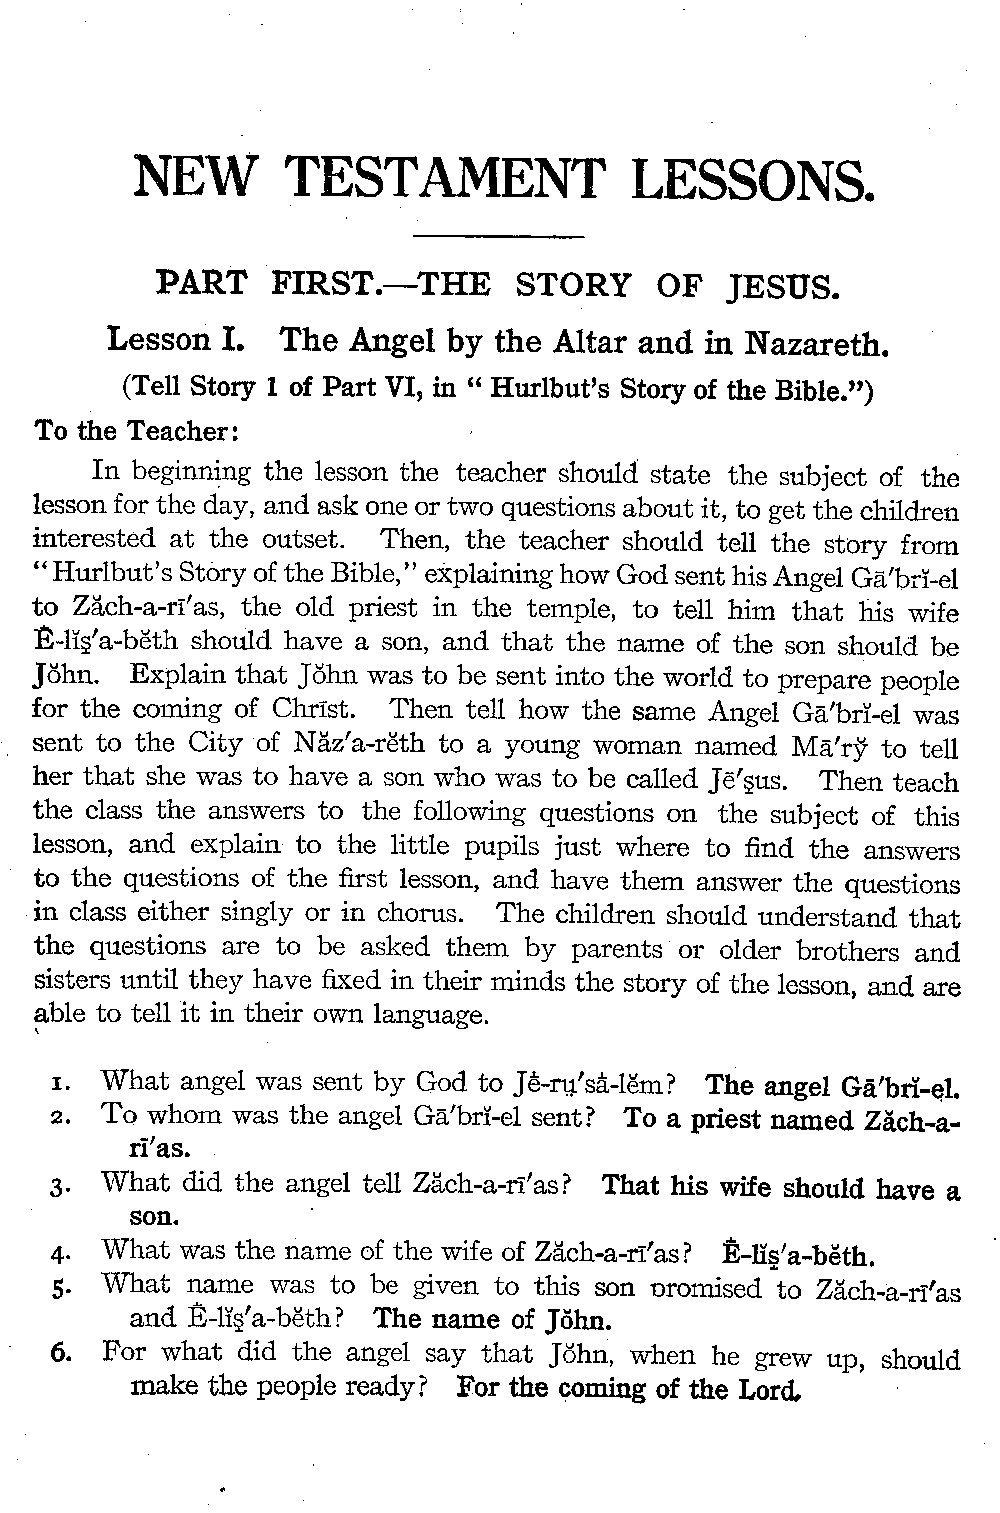 NEW TESTAMENT LESSONS.
PART FIRST.—THE STORY OF JESUS.
Lesson I. The Angel by the Altar and in Nazareth.
(Tell Story 1 of Part VI, in “ Hurlbut’s Story of the Bible.”)
To the Teacher:
In beginning the lesson the teacher should state the subject of the
lesson for the day, and ask one or two questions about it, to get the children
interested at the outset. Then, the teacher should tell the story from
“Hurlbut’s Story of the Bible,” explaining how God sent his Angel Gā′brĭ-el
to Zăch-a-rī′as, the old priest in the temple, to tell him that his wife
Ê-lĭş′a-bĕth should have a son, and that the name of the son should be
Jŏhn. Explain that Jŏhn was to be sent into the world to prepare people
for the coming of Chrīst. Then tell how the same Angel Gā′brĭ-el was
sent to the City of Năz′a-rĕth to a young woman named Mā′rў to tell
her that she was to have a son who was to be called Jē′şus. Then teach
the class the answers to the following questions on the subject of this
lesson, and explain to the little pupils just where to find the answers
to the questions of the first lesson, and have them answer the questions
in class either singly or in chorus. The children should understand that
the questions are to be asked them by parents or older brothers and
sisters until they have fixed in their minds the story of the lesson, and are
able to tell it in their own language.
1. What angel was sent by God to Jė-rṳ′så-lĕm? The angel Gā′brĭ-ẹl.
2. To whom was the angel Gā′brĭ-el sent? To a priest named Zăch-a-
rī′as.
3. What did the angel tell Zăch-a-rī′as? That his wife should have a
son.
4. What was the name of the wife of Zăch-a-rī′as? Ê-lĭş′a-bĕth.
5. What name was to be given to this son promised to Zăch-a-rī′as
and Ê-lĭş′a-bĕth? The name of Jŏhn.
6. For what did the angel say that Jŏhn, when he grew up, should
make the people ready? For the coming of the Lord.